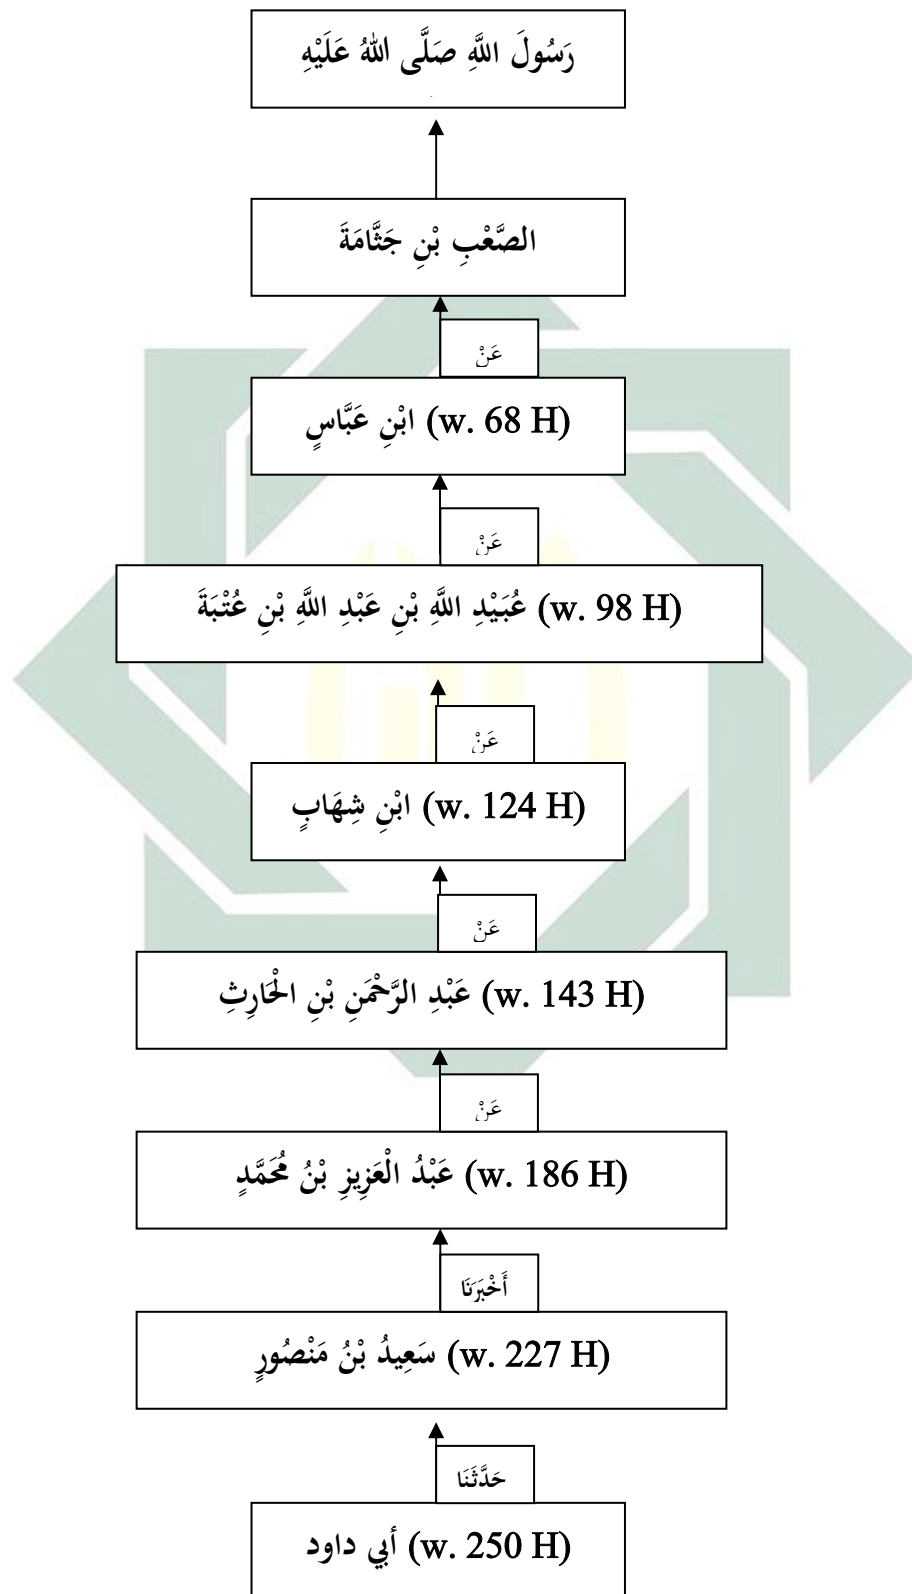 رَسُولَ اللَّهِ صَلَّى اللهُ عَلَيْهِ
الصَّعْبِ بْنِ جَثَّامَةَ
عَنْ
ابْنِ عَبَّاسٍ (w. 68 H)
عَنْ
عُبَيْدِ اللَّهِ بْنِ عَبْدِ اللَّهِ بْنِ عُتْبَةَ (w. 98 H)
عَنْ
ابْنِ شِهَابٍ (w. 124 H)
عَنْ
عَبْدِ الرَّحْمَنِ بْنِ الْحَارِثِ (w. 143 H)
عَنْ
عَبْدُ الْعَزِيزِ بْنُ مُحَمَّدٍ (w. 186 H)
أَخْبَرَنَا
سَعِيدُ بْنُ مَنْصُورٍ (w. 227 H)
حَدَّثَنَا
أبي داود (w. 250 H)